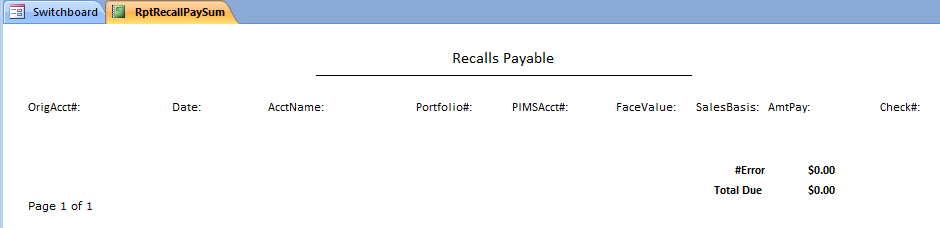 Switchboard RptRecallPaySum
Recalls Payable
OrigAcct#: Date: AcctName: Portfolio#: PIMSAcct#: FaceValue: SalesBasis: AmtPay: Check#:
#Error $0.00
Total Due $0.00
Page 1 of 1